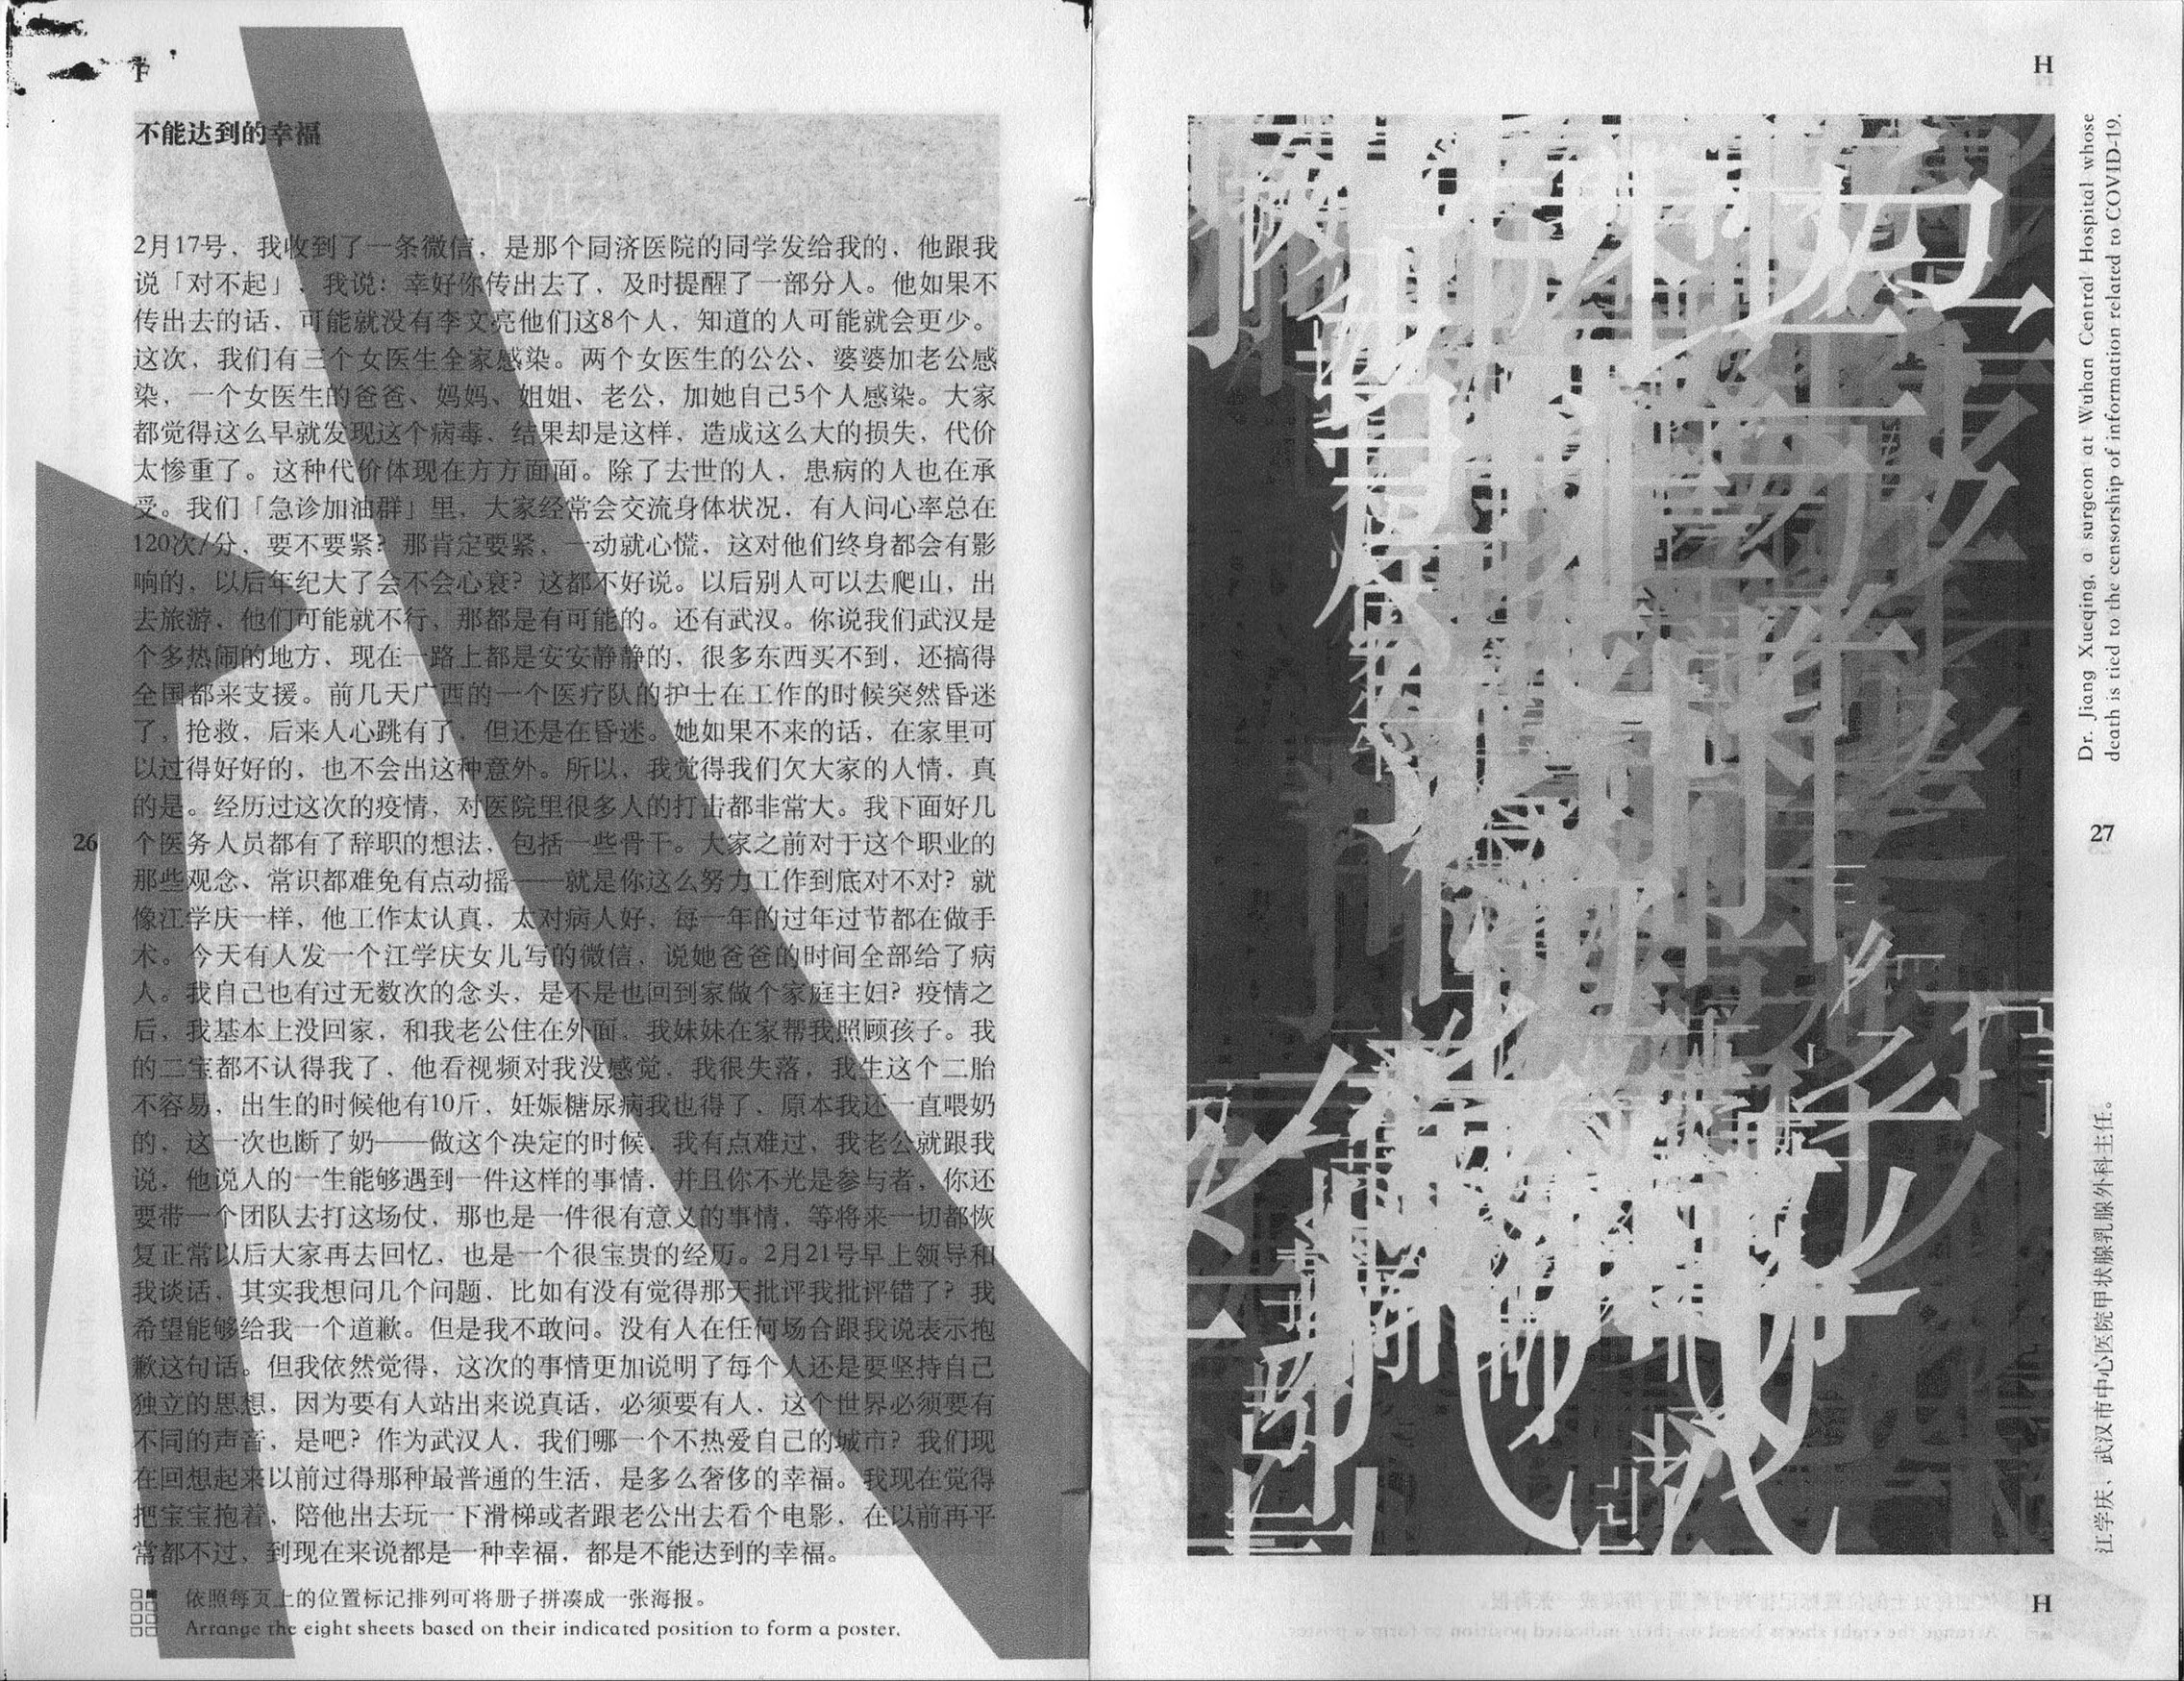 F
不能达到的幸福
2月17号，我收到了一条微信，是那个同济医院的同学发给我的，他跟我
说「对不起」，我说：幸好你传出去了，及时提醒了一部分人。他如果不
传出去的话，可能就没有李文亮他们这8个人，知道的人可能就会更少。
这次，我们有三个女医生全家感染。两个女医生的公公、婆婆加老公感
染，一个女医生的爸爸、妈妈、姐姐、老公，加她自己5个人感染。大家
都觉得这么早就发现这个病毒，结果却是这样，造成这么大的损失，代价
太惨重了。这种代价体现在方方面面。除了去世的人，患病的人也在承
受。我们「急诊加油群」里，大家经常会交流身体状况，有人问心率总在
120次/分，要不要紧？那肯定要紧，一动就心慌，这对他们终身都会有影
响的，以后年纪大了会不会心衰？这都不好说。以后别人可以去爬山，出
去旅游，他们可能就不行，那都是有可能的。还有武汉。你说我们武汉是
个多热闹的地方，现在一路上都是安安静静的，很多东西买不到，还搞得
全国都来支援。前几天广西的一个医疗队的护士在工作的时候突然昏迷
了，抢救，后来人心跳有了，但还是在昏迷。她如果不来的话，在家里可
以过得好好的，也不会出这种意外。所以，我觉得我们欠大家的人情，真
的是。经历过这次的疫情，对医院里很多人的打击都非常大。我下面好几
个医务人员都有了辞职的想法，包括一些骨干。大家之前对于这个职业的
那些观念、常识都难免有点动摇——就是你这么努力工作到底对不对？就
像江学庆一样，他工作太认真，太对病人好，每一年的过年过节都在做手
术。今天有人发一个江学庆女儿写的微信，说她爸爸的时间全部给了病
人。我自己也有过无数次的念头，是不是也回到家做个家庭主妇？疫情之
后，我基本上没回家，和我老公住在外面，我妹妹在家帮我照顾孩子。我
的二宝都不认得我了，他看视频对我没感觉，我很失落，我生这个二胎
不容易，出生的时候他有10斤，妊娠糖尿病我也得了，原本我还一直喂奶
的，这一次也断了奶——做这个决定的时候，我有点难过，我老公就跟我
说，他说人的一生能够遇到一件这样的事情，并且你不光是参与者，你还
要带一个团队去打这场仗，那也是一件很有意义的事情，等将来一切都恢
复正常以后大家再去回忆，也是一个很宝贵的经历。2月21号早上领导和
我谈话，其实我想问几个问题，比如有没有觉得那天批评我批评错了？我
希望能够给我一个道歉。但是我不敢问。没有人在任何场合跟我说表示抱
歉这句话。但我依然觉得，这次的事情更加说明了每个人还是要坚持自己
独立的思想，因为要有人站出来说真话，必须要有人，这个世界必须要有
不同的声音，是吧？作为武汉人，我们哪一个不热爱自己的城市？我们现
在回想起来以前过得那种最普通的生活，是多么奢侈的幸福。我现在觉得
把宝宝抱着，陪他出去玩一下滑梯或者跟老公出去看个电影，在以前再平
常都不过，到现在来说都是一种幸福，都是不能达到的幸福。
26
依照每页上的位置标记排列可将册子拼凑成一张海报。
Arrange the eight sheets based on their indicated position to form a poster.
H
Dr. Jiang Xueqing, a surgeon at Wuhan Central Hospital whose
death is tied to the censorship of information related to COVID-19.
27
江学庆，武汉市中心医院甲状腺乳腺外科主任。
H